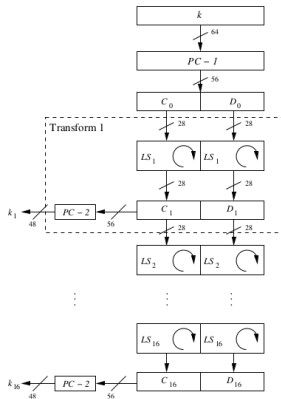 k
64
PC – 1
56
C0 D0
28 28
Transform 1
LS1 LS1
28 28
k1 48 PC – 2 56 C1 D1
28 28
LS2 LS2
LS16 LS16
k16 48 PC – 2 56 C16 D16